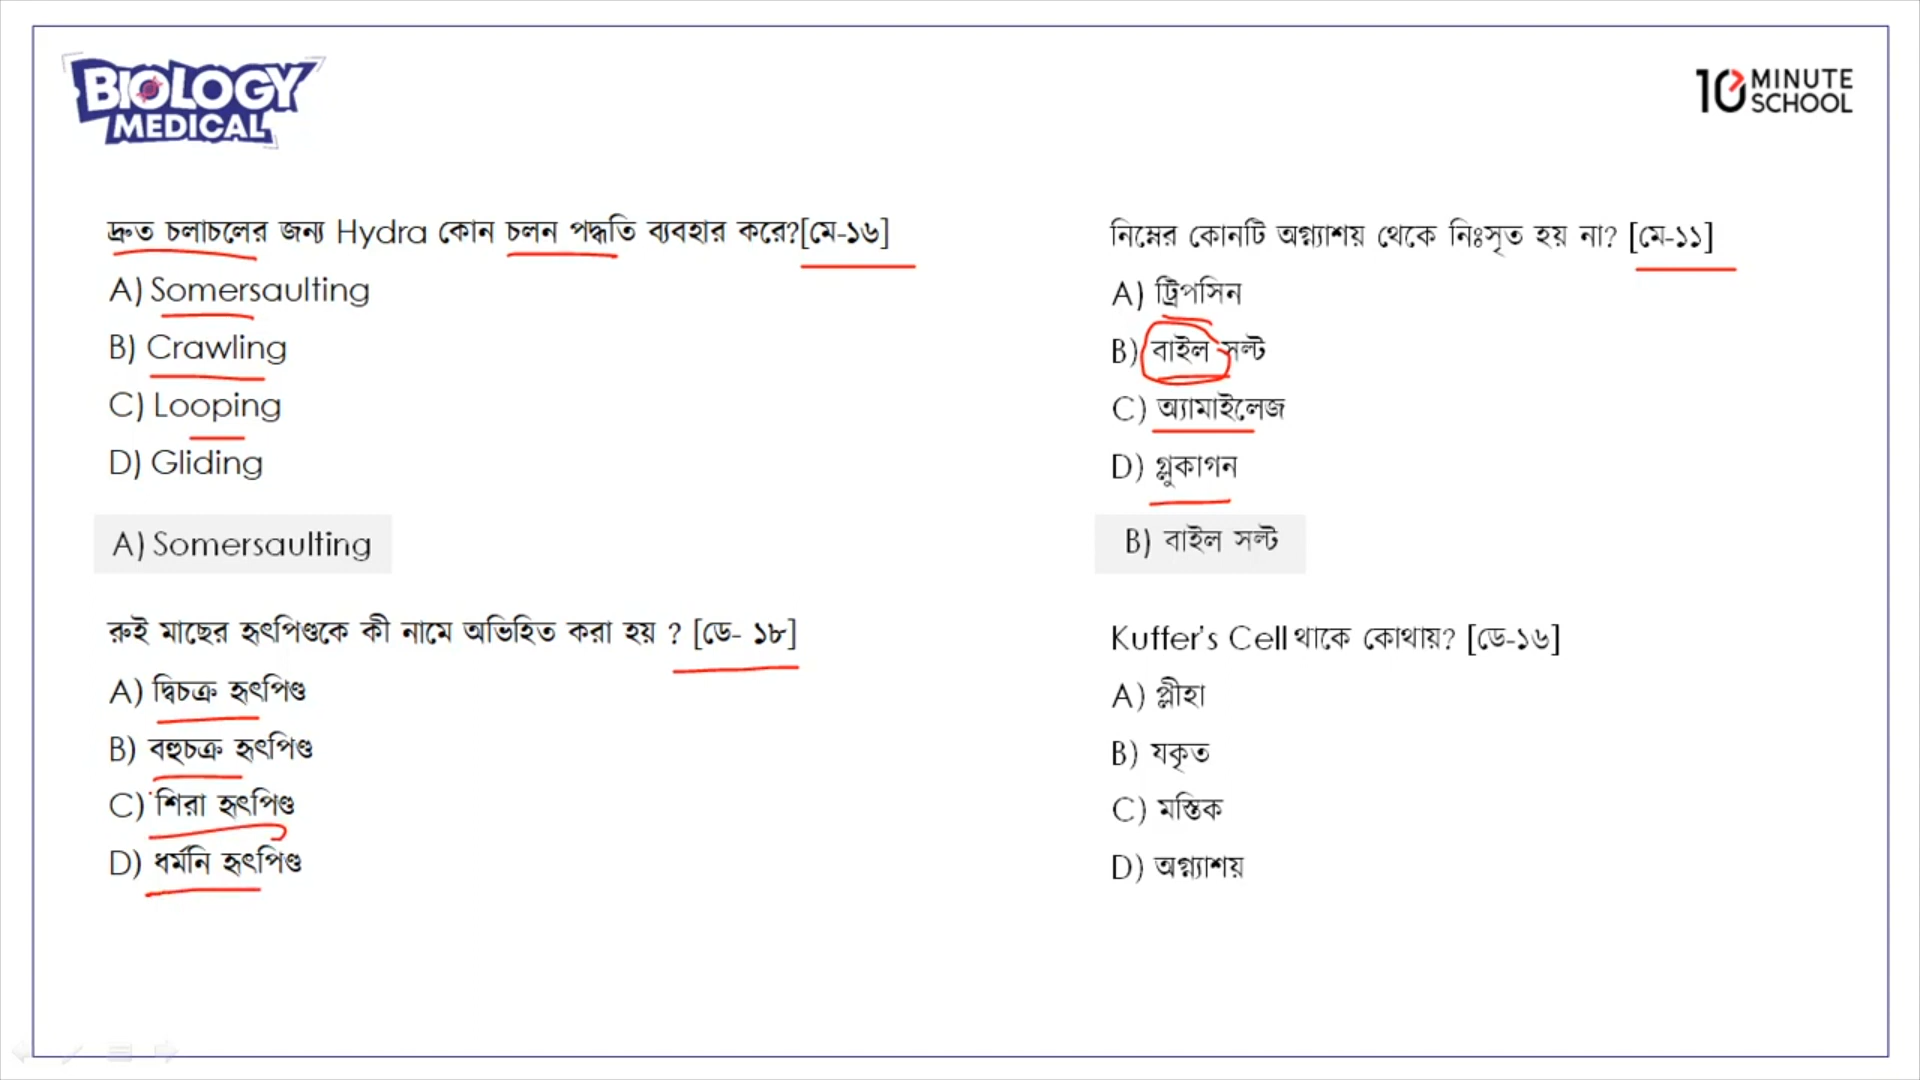 BIOLOGY
MEDICAL
10 MINUTE
SCHOOL
দ্রুত চলাচলের জন্য Hydra কোন চলন পদ্ধতি ব্যবহার করে?[মে-১৬]
A) Somersaulting
B) Crawling
C) Looping
D) Gliding
A) Somersaulting
রুই মাছের হৃৎপিণ্ডকে কী নামে অভিহিত করা হয় ? [ডে- ১৮]
A) দ্বিচক্র হৃৎপিণ্ড
B) বহুচক্র হৃৎপিণ্ড
C) শিরা হৃৎপিণ্ড
D) ধর্মনি হৃৎপিণ্ড
নিম্নের কোনটি অগ্ন্যাশয় থেকে নিঃসৃত হয় না? [মে-১১]
A) ট্রিপসিন
B) বাইল সল্ট
C) অ্যামাইলেজ
D) গ্লুকাগন
B) বাইল সল্ট
Kuffer's Cell থাকে কোথায়? [ডে-১৬]
A) প্লীহা
B) যকৃত
C) মস্তিক
D) অগ্ন্যাশয়